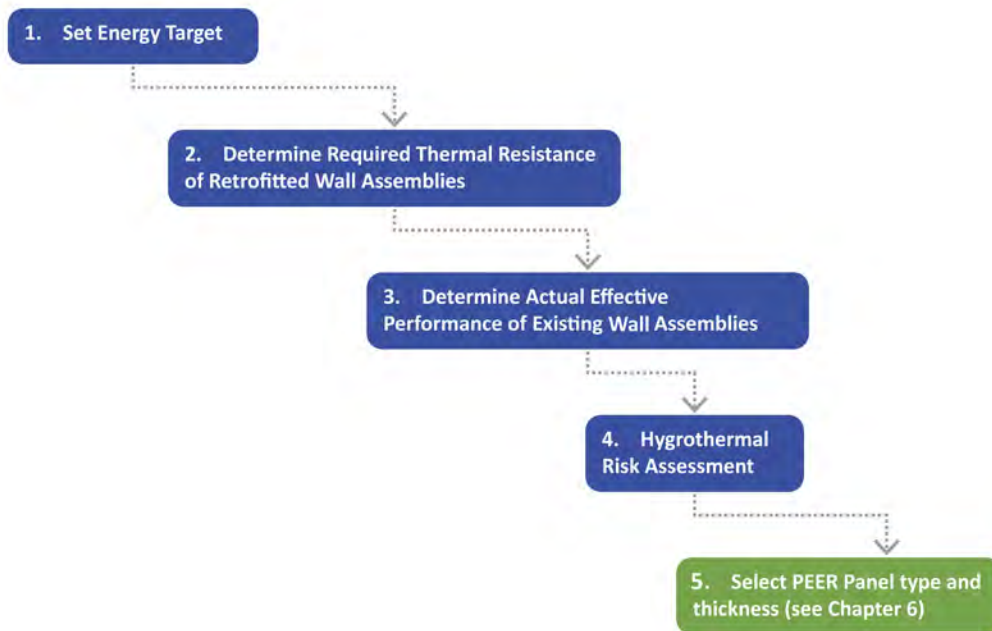 1. Set Energy Target
2. Determine Required Thermal Resistance
of Retrofitted Wall Assemblies
3. Determine Actual Effective
Performance of Existing Wall Assemblies
4. Hygrothermal
Risk Assessment
5. Select PEER Panel type and
thickness (see Chapter 6)